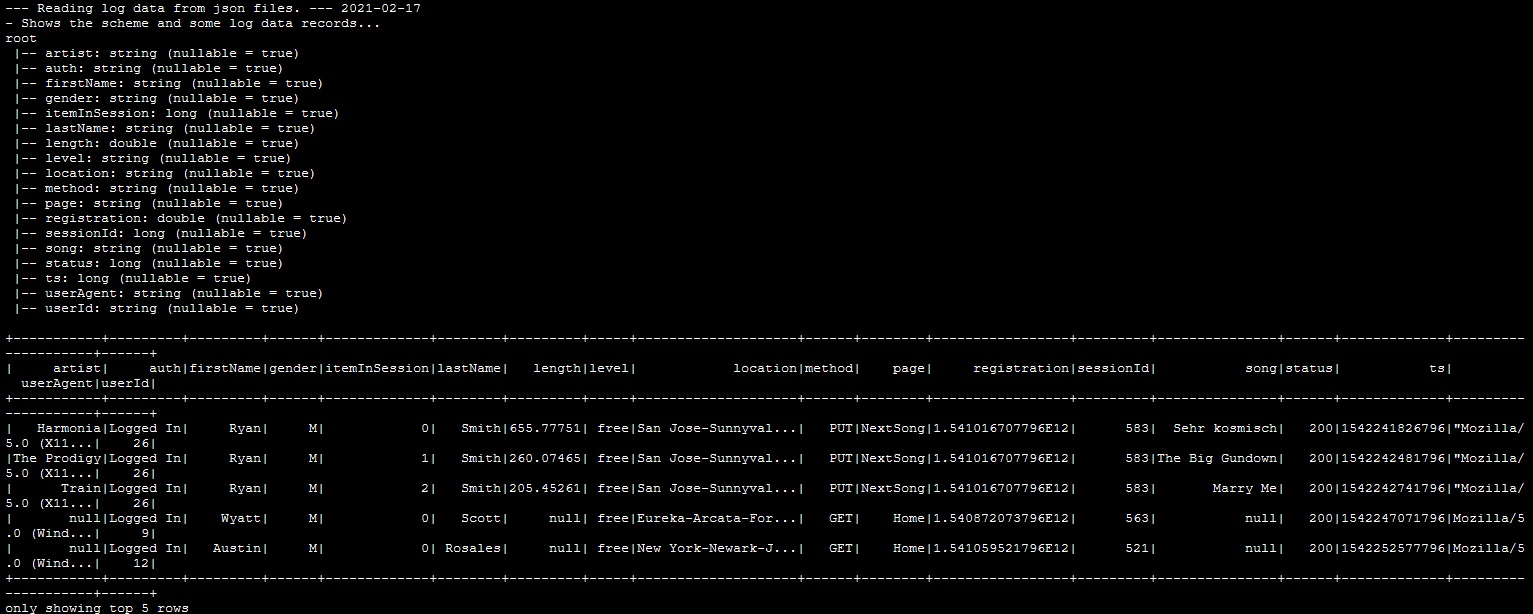 --- Reading log data from json files. --- 2021-02-17
- Shows the scheme and some log data records...
root
 |-- artist: string (nullable = true)
 |-- auth: string (nullable = true)
 |-- firstName: string (nullable = true)
 |-- gender: string (nullable = true)
 |-- itemInSession: long (nullable = true)
 |-- lastName: string (nullable = true)
 |-- length: double (nullable = true)
 |-- level: string (nullable = true)
 |-- location: string (nullable = true)
 |-- method: string (nullable = true)
 |-- page: string (nullable = true)
 |-- registration: double (nullable = true)
 |-- sessionId: long (nullable = true)
 |-- song: string (nullable = true)
 |-- status: long (nullable = true)
 |-- ts: long (nullable = true)
 |-- userAgent: string (nullable = true)
 |-- userId: string (nullable = true)

+-----------+---------+---------+------+-------------+--------+---------+-----+--------------------+------+--------+-----------------+---------+---------------+------+-------------+---------
-----------+------+
|     artist|     auth|firstName|gender|itemInSession|lastName|   length|level|            location|method|    page|     registration|sessionId|           song|status|           ts|
  userAgent|userId|
+-----------+---------+---------+------+-------------+--------+---------+-----+--------------------+------+--------+-----------------+---------+---------------+------+-------------+---------
-----------+------+
|   Harmonia|Logged In|     Ryan|     M|            0|   Smith|655.77751| free|San Jose-Sunnyval...|   PUT|NextSong|1.541016707796E12|      583|  Sehr kosmisch|   200|1542241826796|"Mozilla/
5.0 (X11...|    26|
|The Prodigy|Logged In|     Ryan|     M|            1|   Smith|260.07465| free|San Jose-Sunnyval...|   PUT|NextSong|1.541016707796E12|      583|The Big Gundown|   200|1542242481796|"Mozilla/
5.0 (X11...|    26|
|      Train|Logged In|     Ryan|     M|            2|   Smith|205.45261| free|San Jose-Sunnyval...|   PUT|NextSong|1.541016707796E12|      583|       Marry Me|   200|1542242741796|"Mozilla/
5.0 (X11...|    26|
|       null|Logged In|    Wyatt|     M|            0|   Scott|     null| free|Eureka-Arcata-For...|   GET|    Home|1.540872073796E12|      563|           null|   200|1542247071796|Mozilla/5
.0 (Wind...|     9|
|       null|Logged In|   Austin|     M|            0| Rosales|     null| free|New York-Newark-J...|   GET|    Home|1.541059521796E12|      521|           null|   200|1542252577796|Mozilla/5
.0 (Wind...|    12|
+-----------+---------+---------+------+-------------+--------+---------+-----+--------------------+------+--------+-----------------+---------+---------------+------+-------------+---------
-----------+------+
only showing top 5 rows